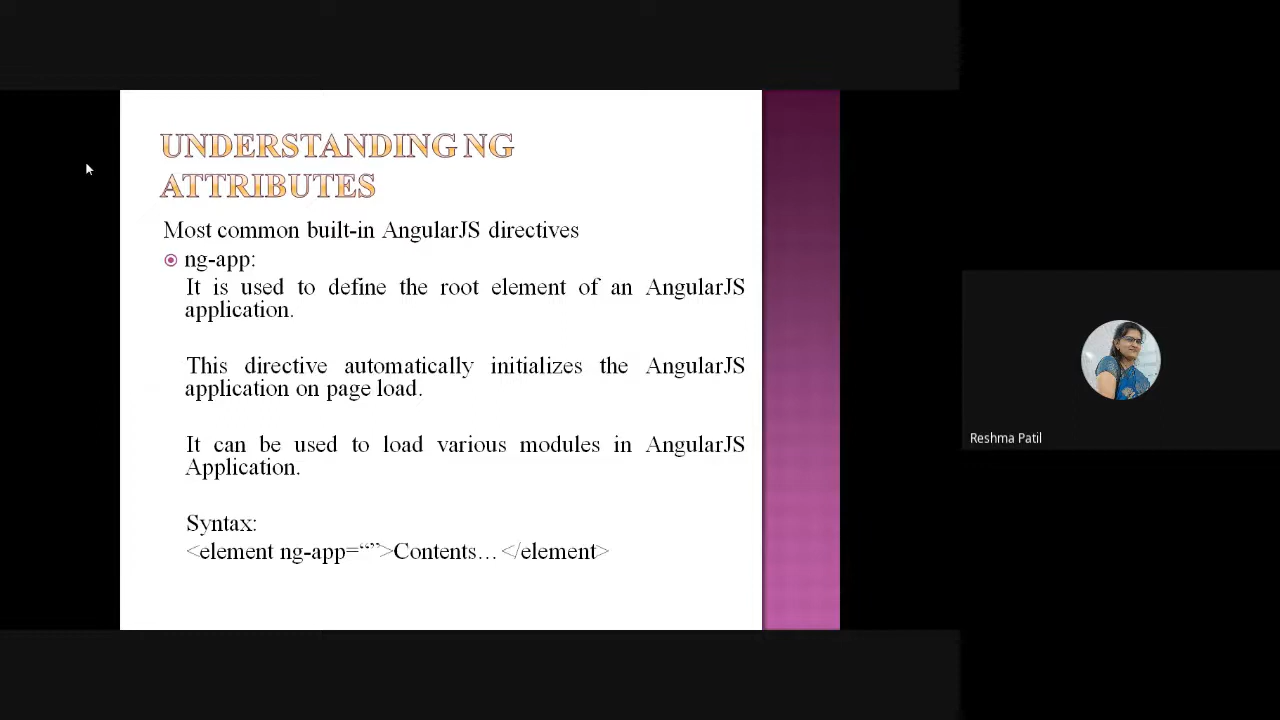 UNDERSTANDING NG
ATTRIBUTES
Most common built-in AngularJS directives
ng-app:
It is used to define the root element of an AngularJS
application.
This directive automatically initializes the AngularJS
application on page load.
It can be used to load various modules in AngularJS
Application.
Syntax:
<element ng-app=“”>Contents… </element>
Reshma Patil